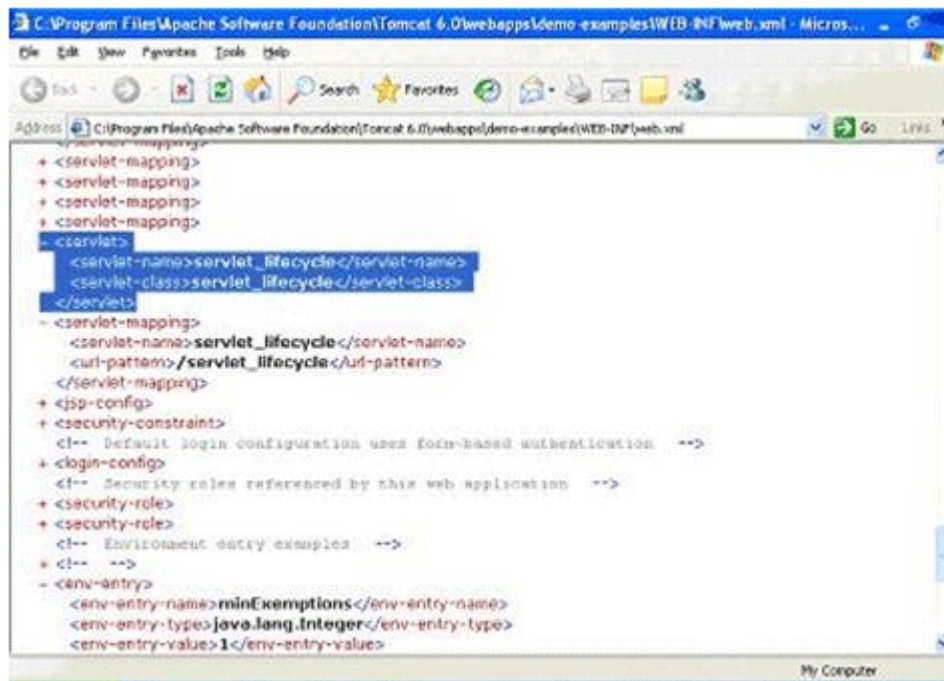 C:\Program Files\Apache Software Foundation\Tomcat 6.0\webapps\demo-examples\WEB-INF\web.xml - Micros...
File Edit View Favorites Tools Help
Back Search Favorites
Address C:\Program Files\Apache Software Foundation\Tomcat 6.0\webapps\demo-examples\WEB-INF\web.xml Go Links
</servlet-mapping>
+ <servlet-mapping>
+ <servlet-mapping>
+ <servlet-mapping>
+ <servlet-mapping>
- <servlet>
<servlet-name>servlet_lifecycle</servlet-name>
<servlet-class>servlet_lifecycle</servlet-class>
</servlet>
- <servlet-mapping>
<servlet-name>servlet_lifecycle</servlet-name>
<url-pattern>/servlet_lifecycle</url-pattern>
</servlet-mapping>
+ <jsp-config>
+ <security-constraint>
<!-- Default login configuration uses form-based authentication -->
+ <login-config>
<!-- Security roles referenced by this web application -->
+ <security-role>
+ <security-role>
<!-- Environment entry examples -->
+ <!-- -->
- <env-entry>
<env-entry-name>minExemptions</env-entry-name>
<env-entry-type>java.lang.Integer</env-entry-type>
<env-entry-value>1</env-entry-value>
My Computer